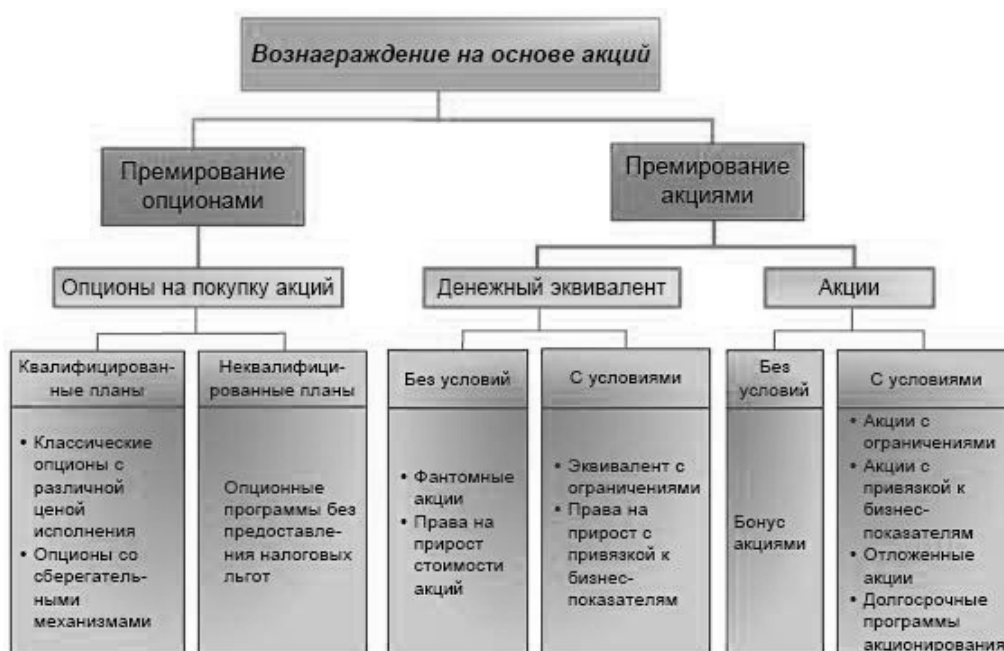 Вознаграждение на основе акций
Премирование
опционами
Премирование
акциями
Опционы на покупку акций
Денежный эквивалент
Акции
Квалифицирован-
ные планы
• Классические
опционы с
различной
ценой
исполнения
• Опционы со
сберегатель-
ными
механизмами
Неквалифици-
рованные планы
Опционные
программы без
предоставле-
ния налоговых
льгот
Без условий
• Фантомные
акции
• Права на
прирост
стоимости
акций
С условиями
• Эквивалент с
ограничениями
• Права на
прирост с
привязкой к
бизнес-
показателям
Без
условий
Бонус
акциями
С условиями
• Акции с
ограничениями
• Акции с
привязкой к
бизнес-
показателям
• Отложенные
акции
• Долгосрочные
программы
акционирования